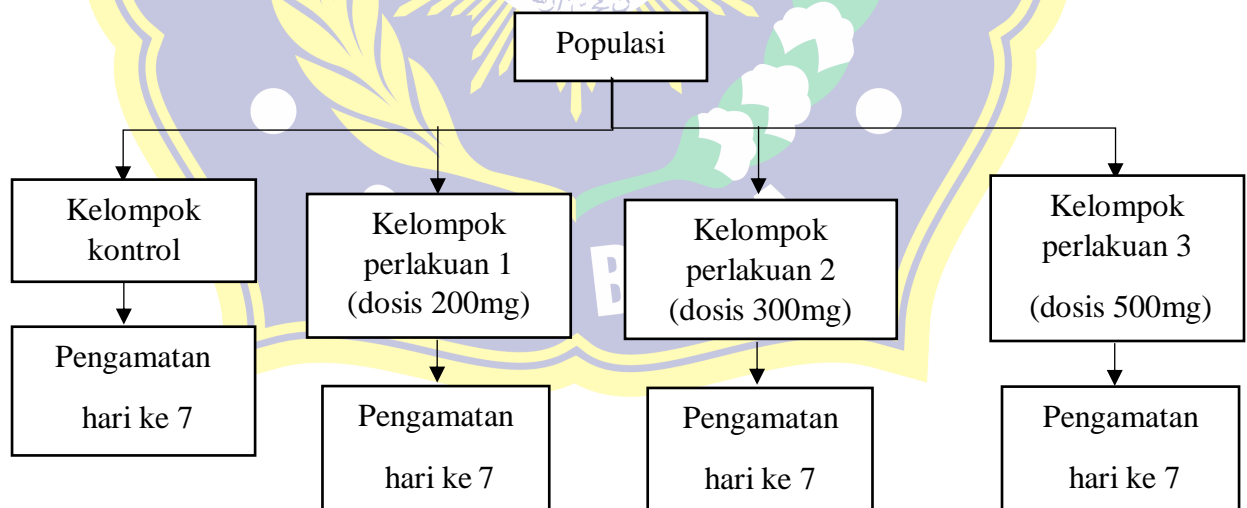 Populasi
Kelompok
kontrol
Kelompok
perlakuan 1
(dosis 200mg)
Kelompok
perlakuan 2
(dosis 300mg)
Kelompok
perlakuan 3
(dosis 500mg)
Pengamatan
hari ke 7
Pengamatan
hari ke 7
Pengamatan
hari ke 7
Pengamatan
hari ke 7